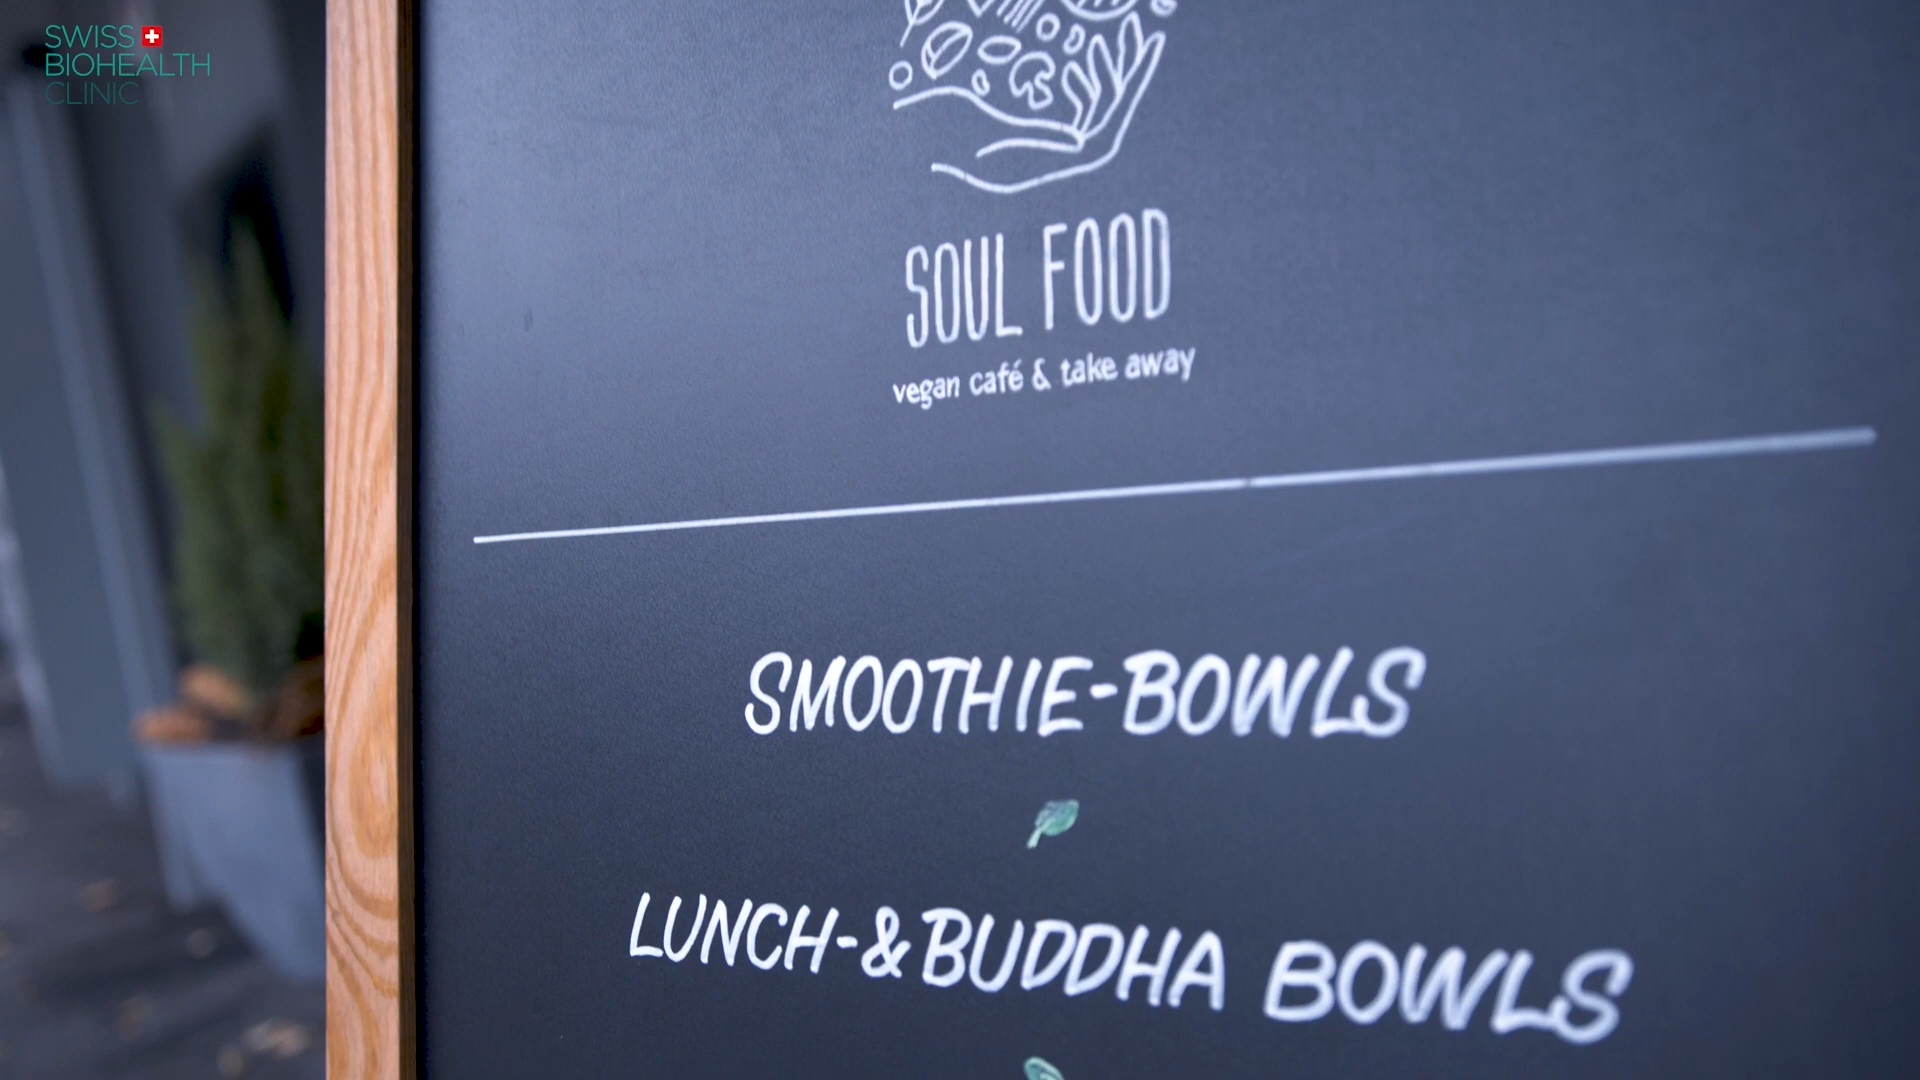 SWISS
BIOHEALTH
CLINIC
SOUL FOOD
vegan café & take away
SMOOTHIE-BOWLS
LUNCH-& BUDDHA BOWLS